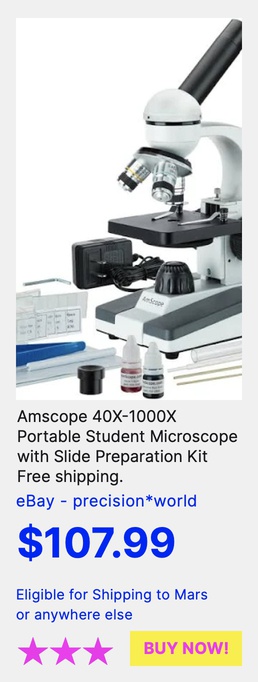 AmScope
Amscope 40X-1000X
Portable Student Microscope
with Slide Preparation Kit
Free shipping.
eBay - precision*world
$107.99
Eligible for Shipping to Mars
or anywhere else
BUY NOW!